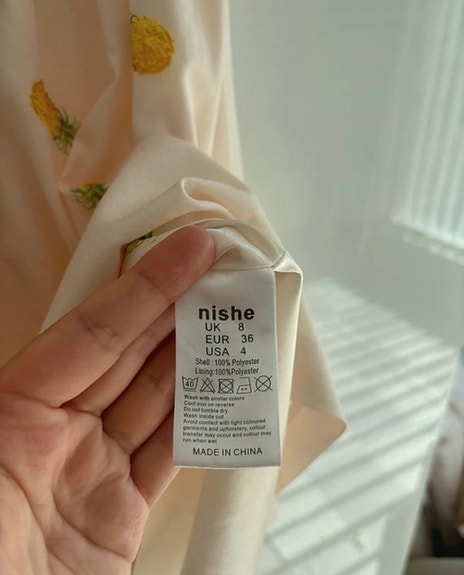 nishe
UK 8
EUR 36
USA 4
Shell : 100% Polyester
Lining:100%Polyester
40
Wash with similar colors
Cool iron on reverse
Do not tumble dry
Wash inside out
Avoid contact with light coloured
garments and upholstery, colour
transfer may occur and colour may
run when wet
MADE IN CHINA